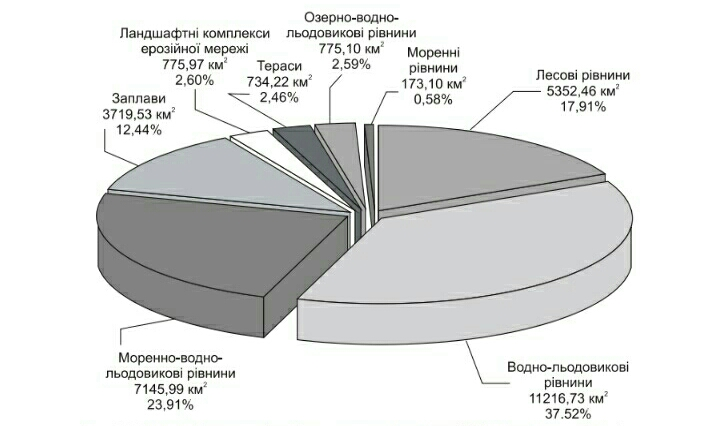 Озерно-водно-
льодовикові рівнини
775,10 км²
2,59%
Ландшафтні комплекси
ерозійної мережі
775,97 км²
2,60%
Тераси
734,22 км²
2,46%
Моренні
рівнини
173,10 км²
0,58%
Лесові рівнини
5352,46 км²
17,91%
Заплави
3719,53 км²
12,44%
Моренно-водно-
льодовикові рівнини
7145,99 км²
23,91%
Водно-льодовикові
рівнини
11216,73 км²
37.52%